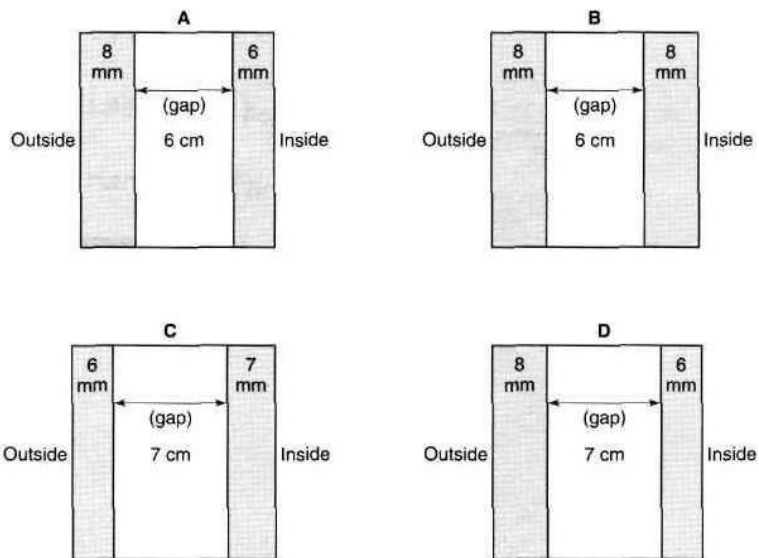 A
8
mm
6
mm
(gap)
Outside
6 cm
Inside
B
8
mm
8
mm
(gap)
Outside
6 cm
Inside
C
6
mm
7
mm
(gap)
Outside
7 cm
Inside
D
8
mm
6
mm
(gap)
Outside
7 cm
Inside